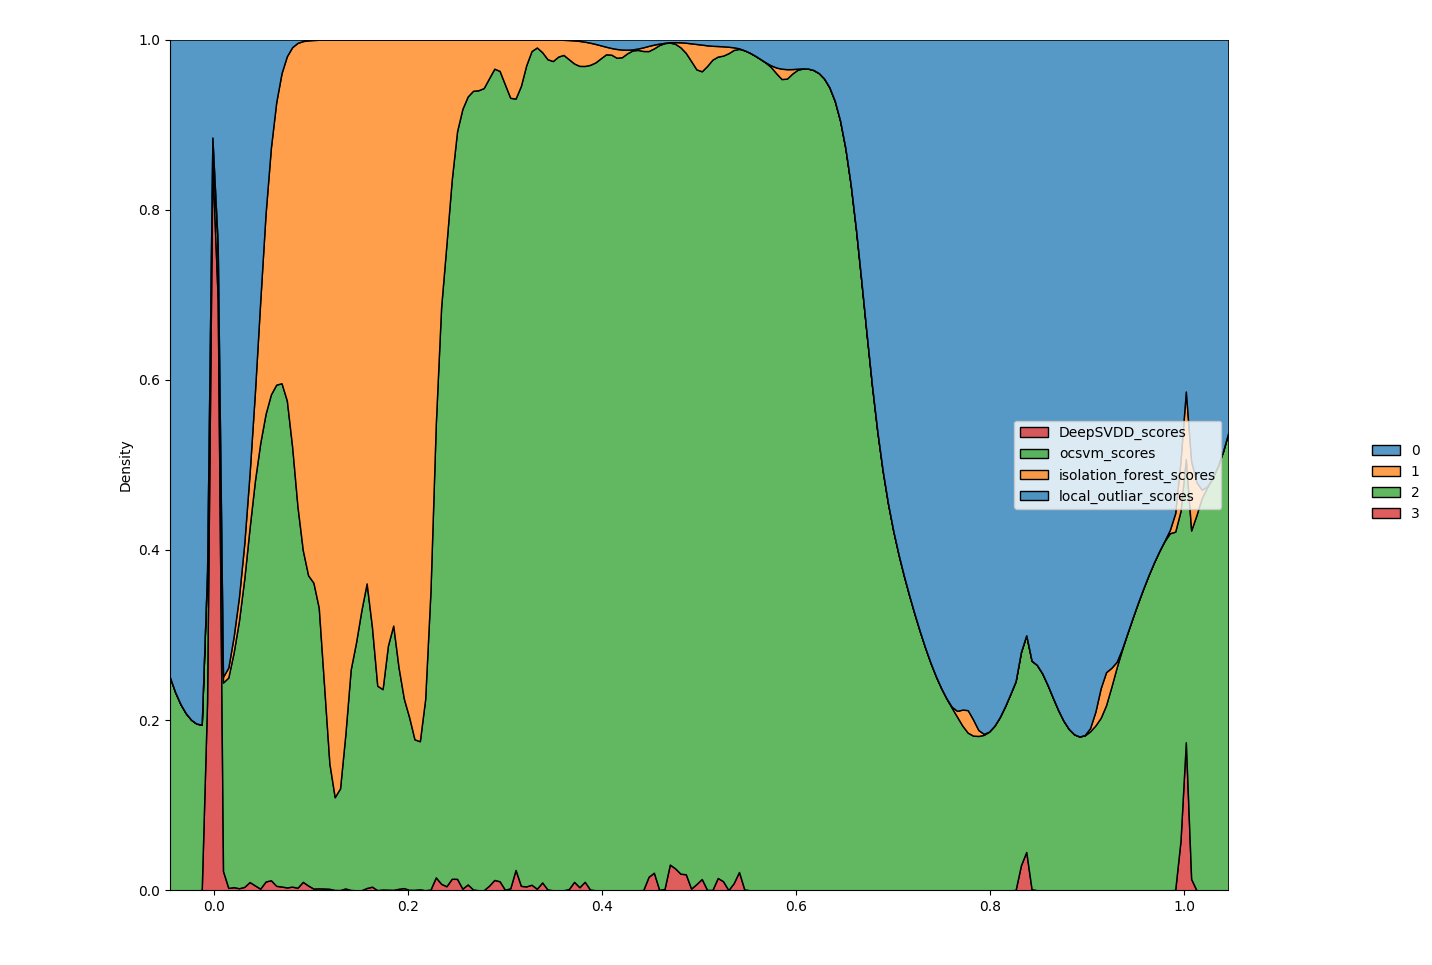 1.0
0.8
0.6
0.4
0.2
0.0
Density
0.0 0.2 0.4 0.6 0.8 1.0
DeepSVDD_scores
ocsvm_scores
isolation_forest_scores
local_outliar_scores
0
1
2
3